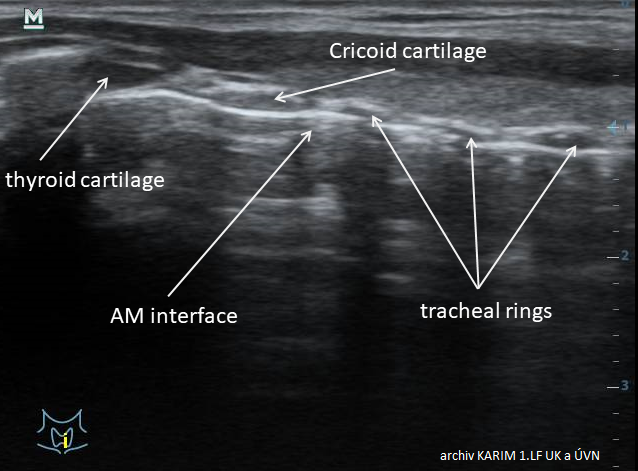 M
Cricoid cartilage
thyroid cartilage
1
2
AM interface
tracheal rings
3
i
archiv KARIM 1.LF UK a ÚVN